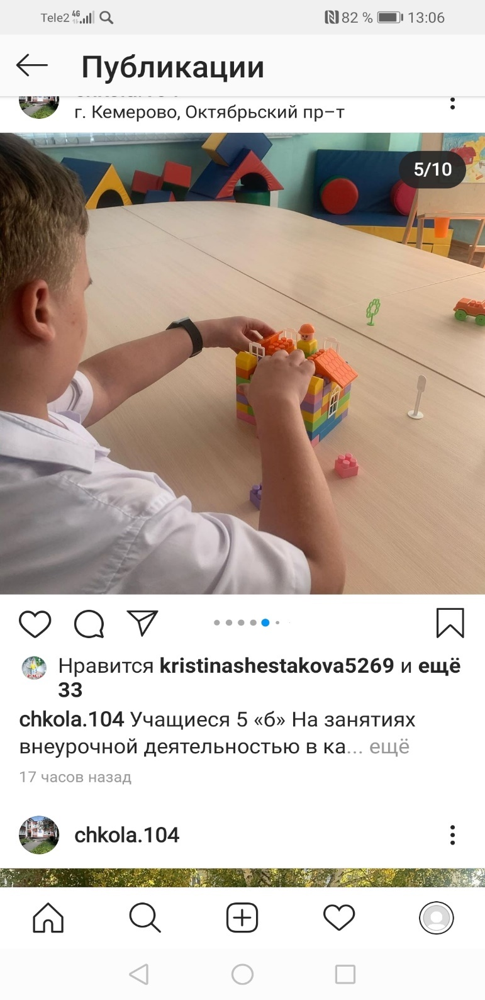 Tele2 4G 82 % 13:06
Публикации
г. Кемерово, Октябрьский пр-т
5/10
Нравится kristinashestakova5269 и ещё
33
chkola.104 Учащиеся 5 «б» На занятиях
внеурочной деятельностью в ка... ещё
17 часов назад
chkola.104